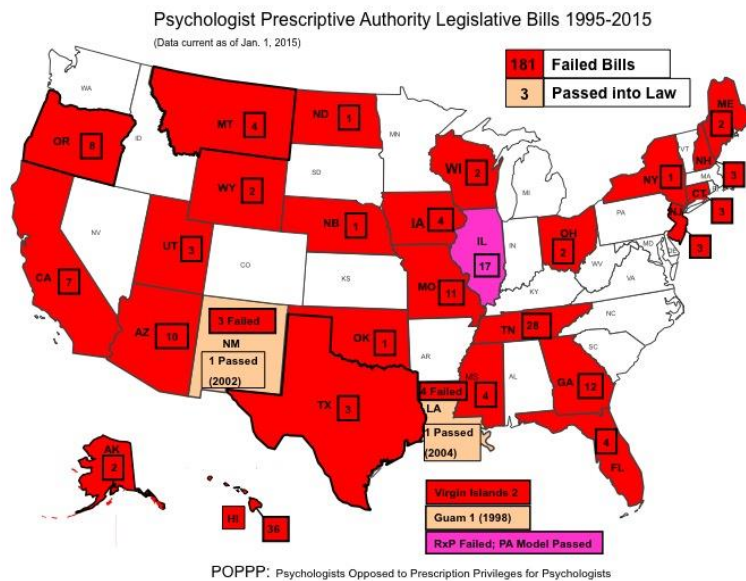 Psychologist Prescriptive Authority Legislative Bills 1995-2015
(Data current as of Jan. 1, 2015)
181 Failed Bills
3 Passed into Law
WA
OR 8
ID
MT 4
ND 1
MN
SD
WY 2
WI 2
MI
NB 1
IA 4
NV
UT 3
CO
KS
CA 7
AZ 10
3 Failed
NM
1 Passed
(2002)
OK 1
TX 3
MO 11
IL
17
IN
OH
2
KY
WV
VA
PA
MD
NY 1
VT
NH
ME
2
MA
3
CT
3
NJ
3
TN 28
NC
SC
AR
MS
4
AL
GA
12
4
FL
4 Failed
LA
1 Passed
(2004)
AK
2
HI
36
Virgin Islands 2
Guam 1 (1998)
RxP Failed; PA Model Passed
POPPP: Psychologists Opposed to Prescription Privileges for Psychologists